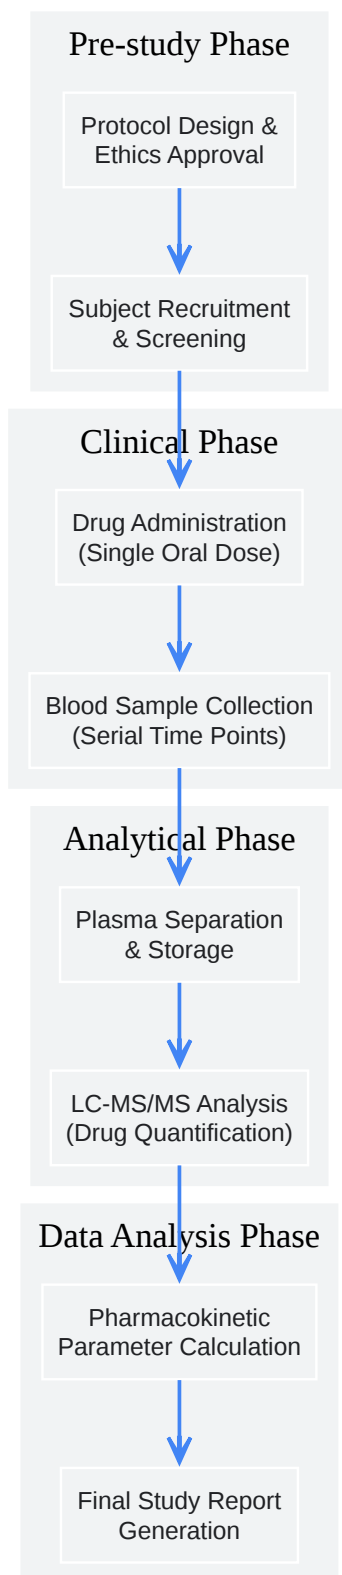 Pre-study Phase
Protocol Design &
Ethics Approval
Subject Recruitment
& Screening
Clinical Phase
Drug Administration
(Single Oral Dose)
Blood Sample Collection
(Serial Time Points)
Analytical Phase
Plasma Separation
& Storage
LC-MS/MS Analysis
(Drug Quantification)
Data Analysis Phase
Pharmacokinetic
Parameter Calculation
Final Study Report
Generation